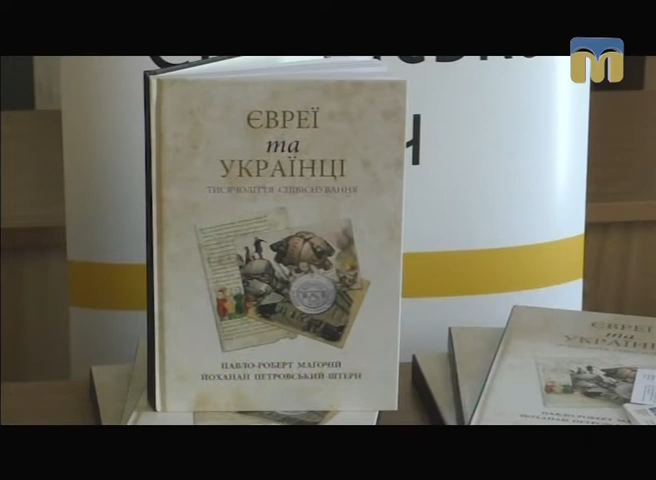 ЄВРЕЇ
та
УКРАЇНЦІ
ТИСЯЧОЛІТТЯ СПІВІСНУВАННЯ
ПАВЛО-РОБЕРТ МАГОЧІЙ
ЙОХАНАН ПЕТРОВСЬКИЙ-ШТЕРН
ЄВРЕЇ
та
УКРАЇНЦІ